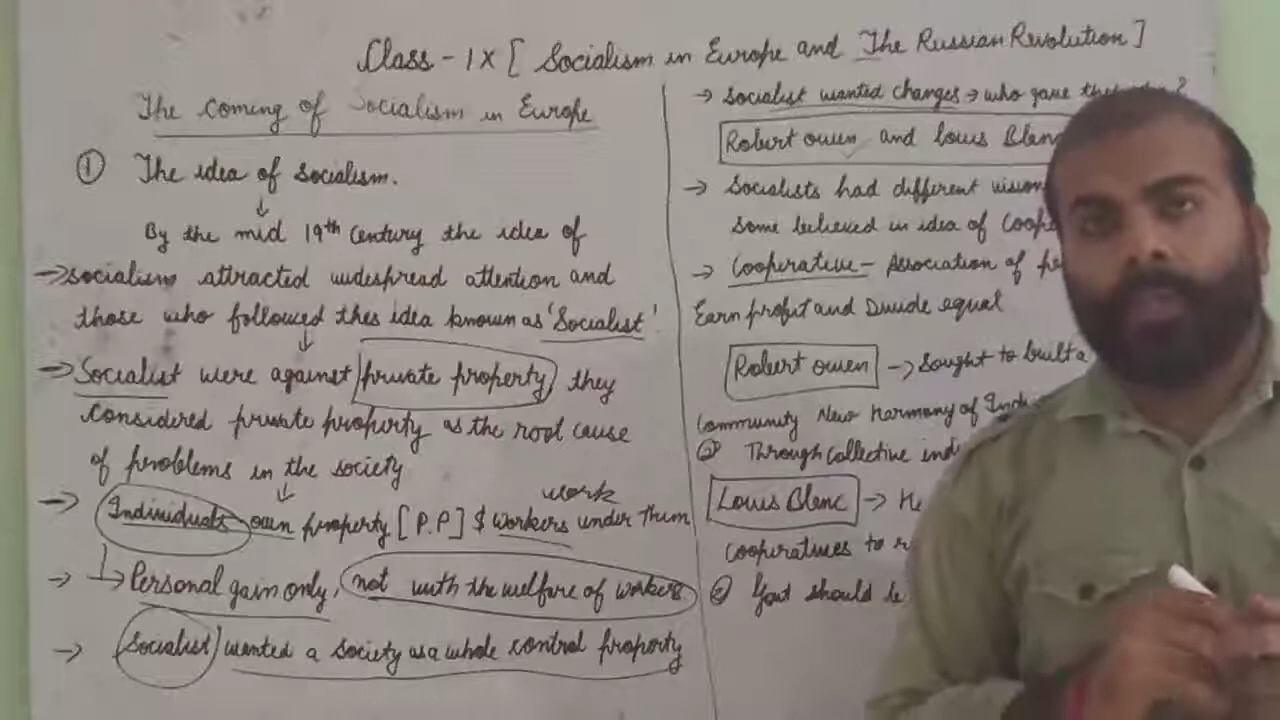 Class - IX [ Socialism in Europe and The Russian Revolution ]
The coming of Socialism in Europe
① The idea of socialism.
↓
By the mid 19th Century the idea of
→ socialism attracted widespread attention and
those who followed this idea known as 'Socialist'.
↓
→ Socialist were against private property they
considered private property as the root cause
of problems in the society
↓
work
→ Individuals own property [P.P] $ workers under them
→ Personal gain only, not with the welfare of workers
→ Socialist wanted a society as a whole control property
→ Socialist wanted changes → who gave ?
Robert owen and Louis Blanc
→ Socialists had different
some believed in idea of
→ Cooperative - Association of
Earn profit and Divide equal
Robert owen → Sought to built a
Community New Harmony of
② Through collective
Louis Blanc → He
cooperatives to
② Govt should be